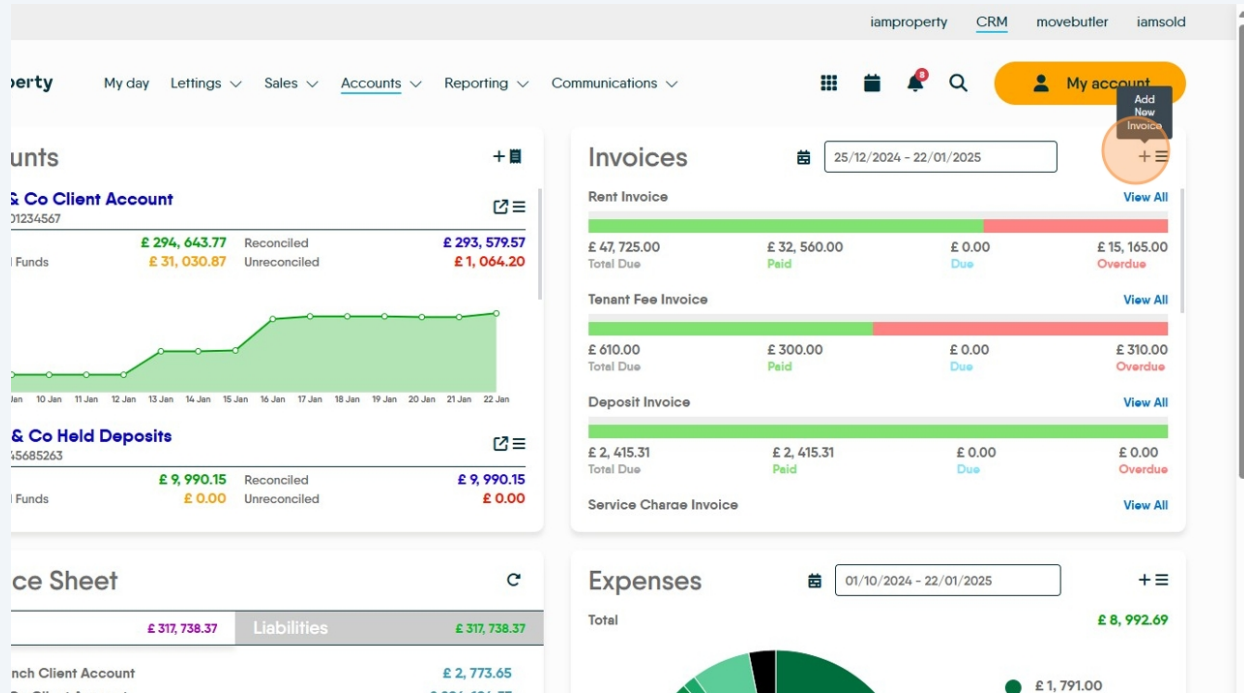 iamproperty CRM movebutler iamsold
perty My day Lettings Sales Accounts Reporting Communications 8 My account
Add
New
Invoice
unts
& Co Client Account
01234567
£ 294, 643.77 Reconciled £ 293, 579.57
Funds £ 31, 030.87 Unreconciled £ 1, 064.20
Jan 10 Jan 11 Jan 12 Jan 13 Jan 14 Jan 15 Jan 16 Jan 17 Jan 18 Jan 19 Jan 20 Jan 21 Jan 22 Jan
& Co Held Deposits
45685263
£ 9, 990.15 Reconciled £ 9, 990.15
Funds £ 0.00 Unreconciled £ 0.00
Invoices 25/12/2024 - 22/01/2025
Rent Invoice View All
£ 47, 725.00 £ 32, 560.00 £ 0.00 £ 15, 165.00
Total Due Paid Due Overdue
Tenant Fee Invoice View All
£ 610.00 £ 300.00 £ 0.00 £ 310.00
Total Due Paid Due Overdue
Deposit Invoice View All
£ 2, 415.31 £ 2, 415.31 £ 0.00 £ 0.00
Total Due Paid Due Overdue
Service Charge Invoice View All
ce Sheet
£ 317, 738.37 Liabilities £ 317, 738.37
nch Client Account £ 2, 773.65
Expenses 01/10/2024 - 22/01/2025
Total £ 8, 992.69
£ 1, 791.00